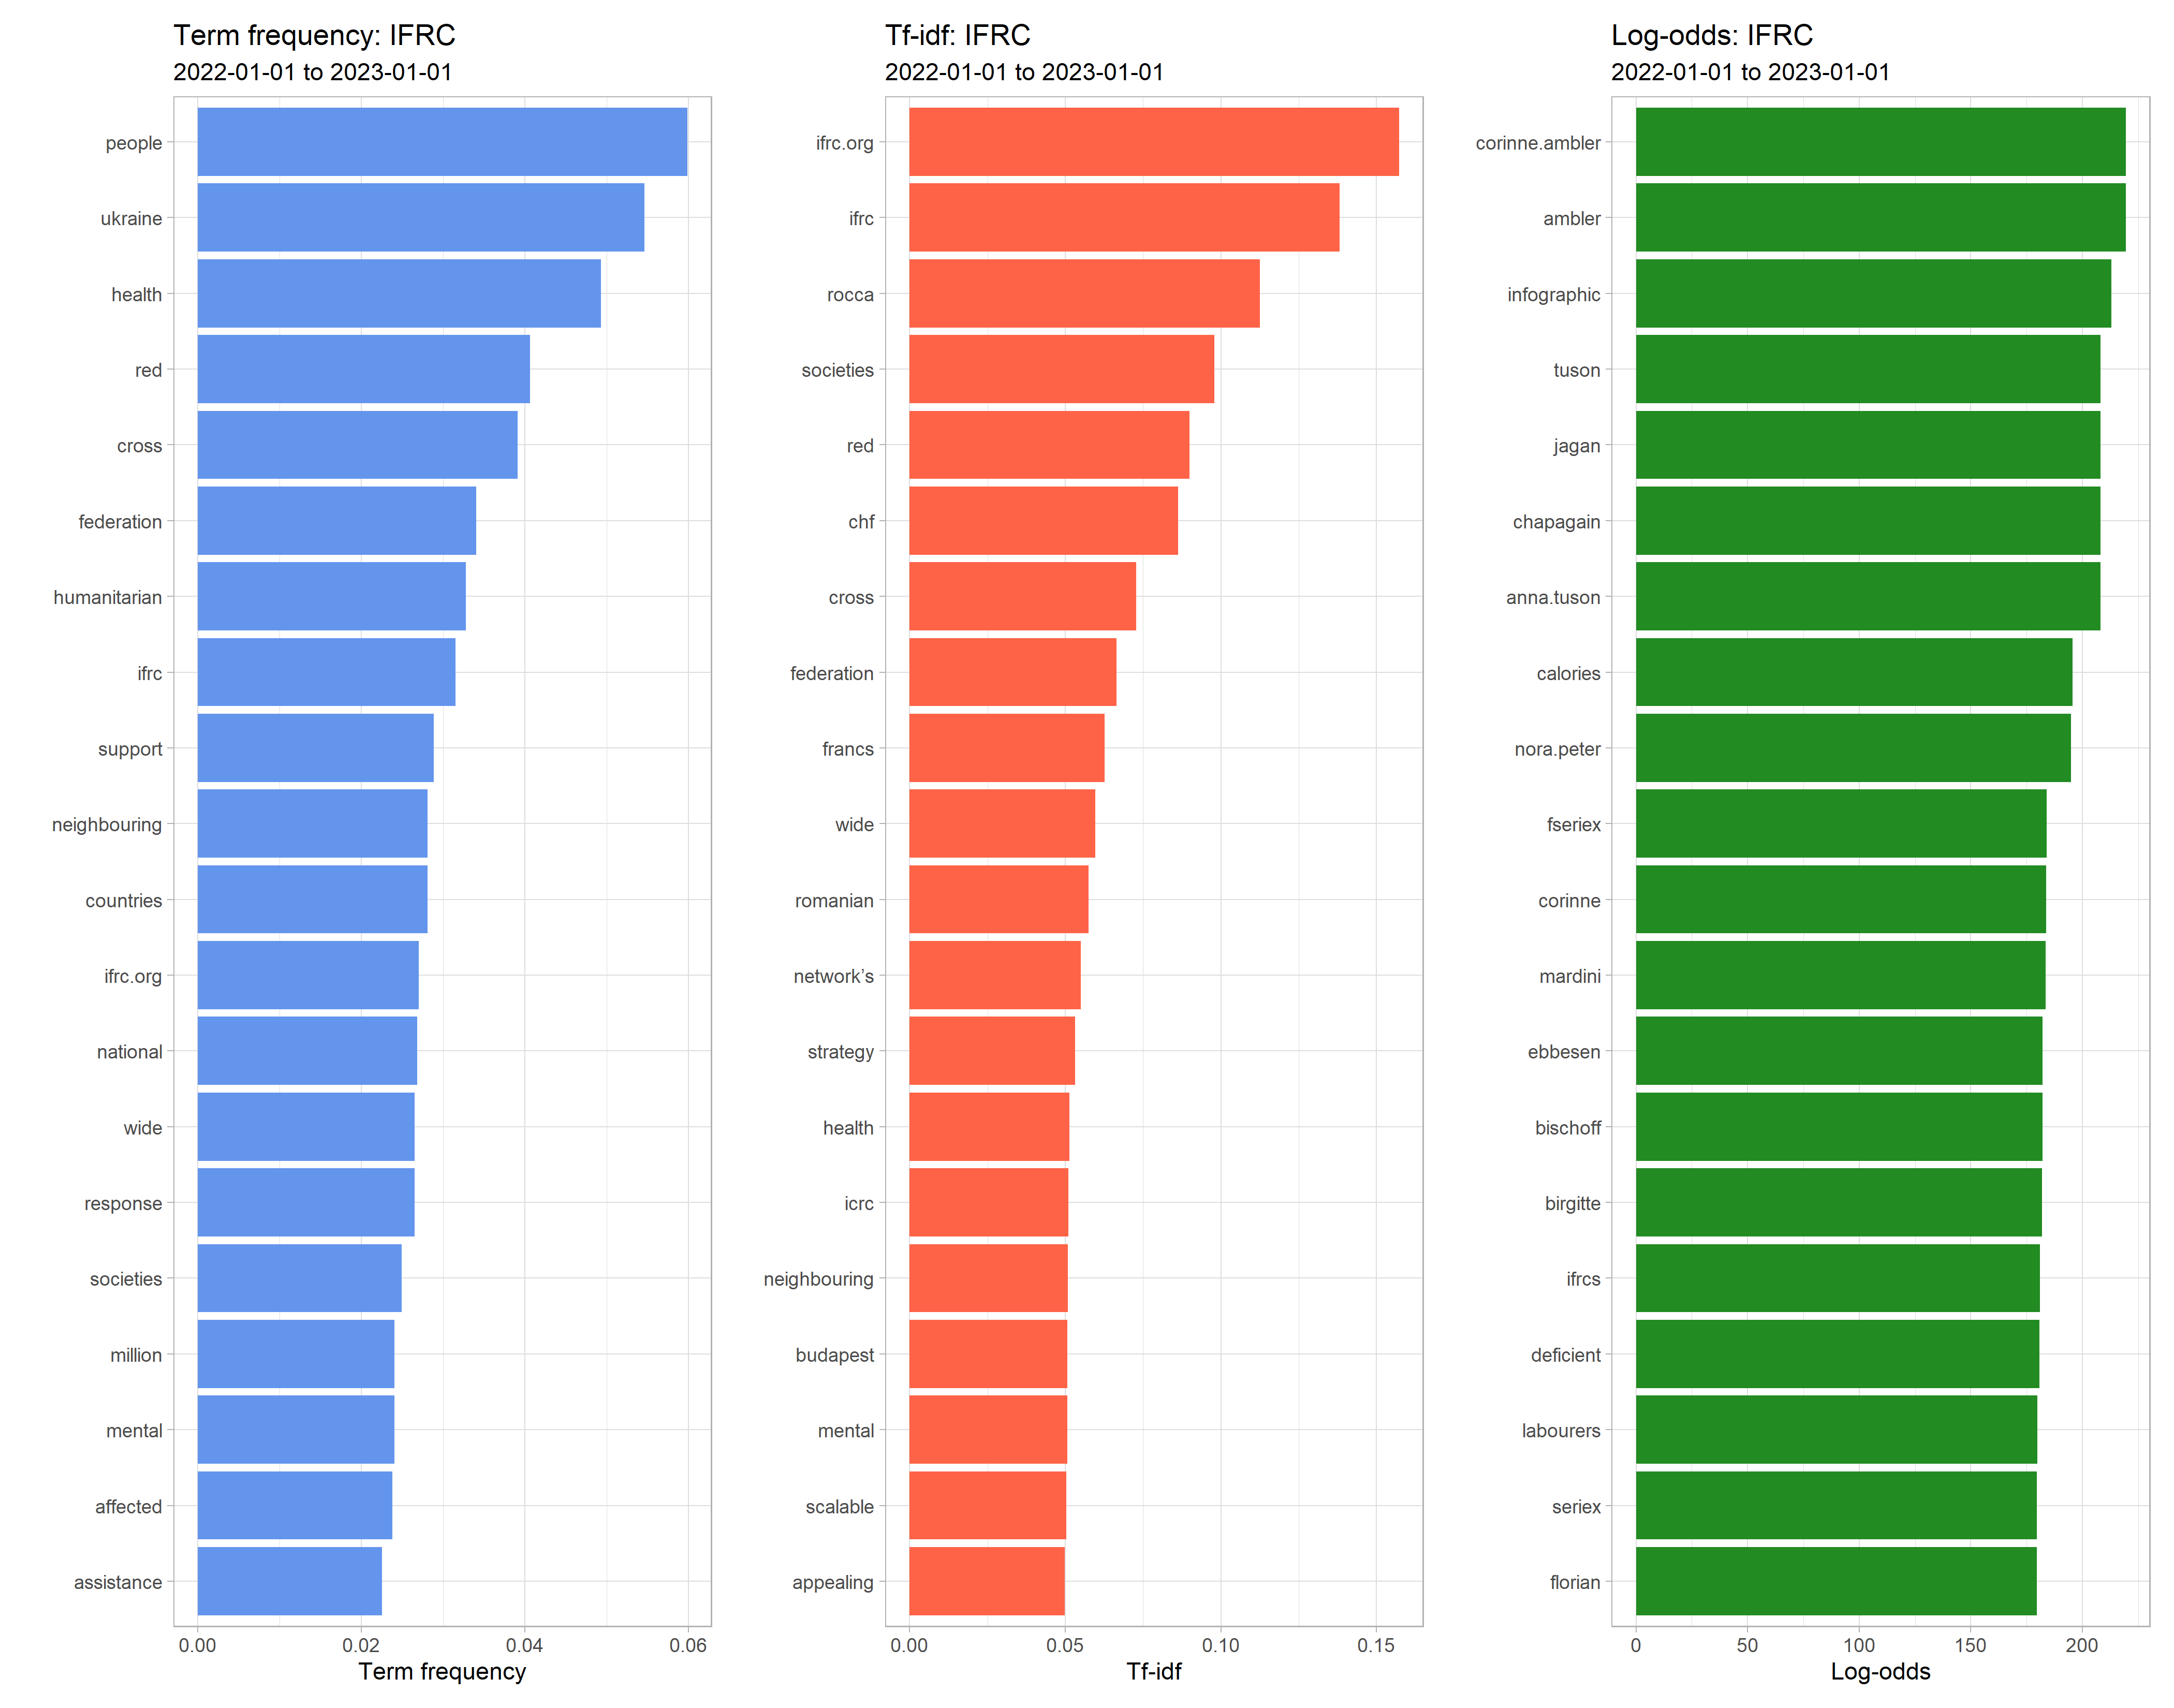 Term frequency: IFRC
2022-01-01 to 2023-01-01
people
ukraine
health
red
cross
federation
humanitarian
ifrc
support
neighbouring
countries
ifrc.org
national
wide
response
societies
million
mental
affected
assistance
0.00 0.02 0.04 0.06
Term frequency
Tf-idf: IFRC
2022-01-01 to 2023-01-01
ifrc.org
ifrc
rocca
societies
red
chf
cross
federation
francs
wide
romanian
network’s
strategy
health
icrc
neighbouring
budapest
mental
scalable
appealing
0.00 0.05 0.10 0.15
Tf-idf
Log-odds: IFRC
2022-01-01 to 2023-01-01
corinne.ambler
ambler
infographic
tuson
jagan
chapagain
anna.tuson
calories
nora.peter
fseriex
corinne
mardini
ebbesen
bischoff
birgitte
ifrcs
deficient
labourers
seriex
florian
0 50 100 150 200
Log-odds